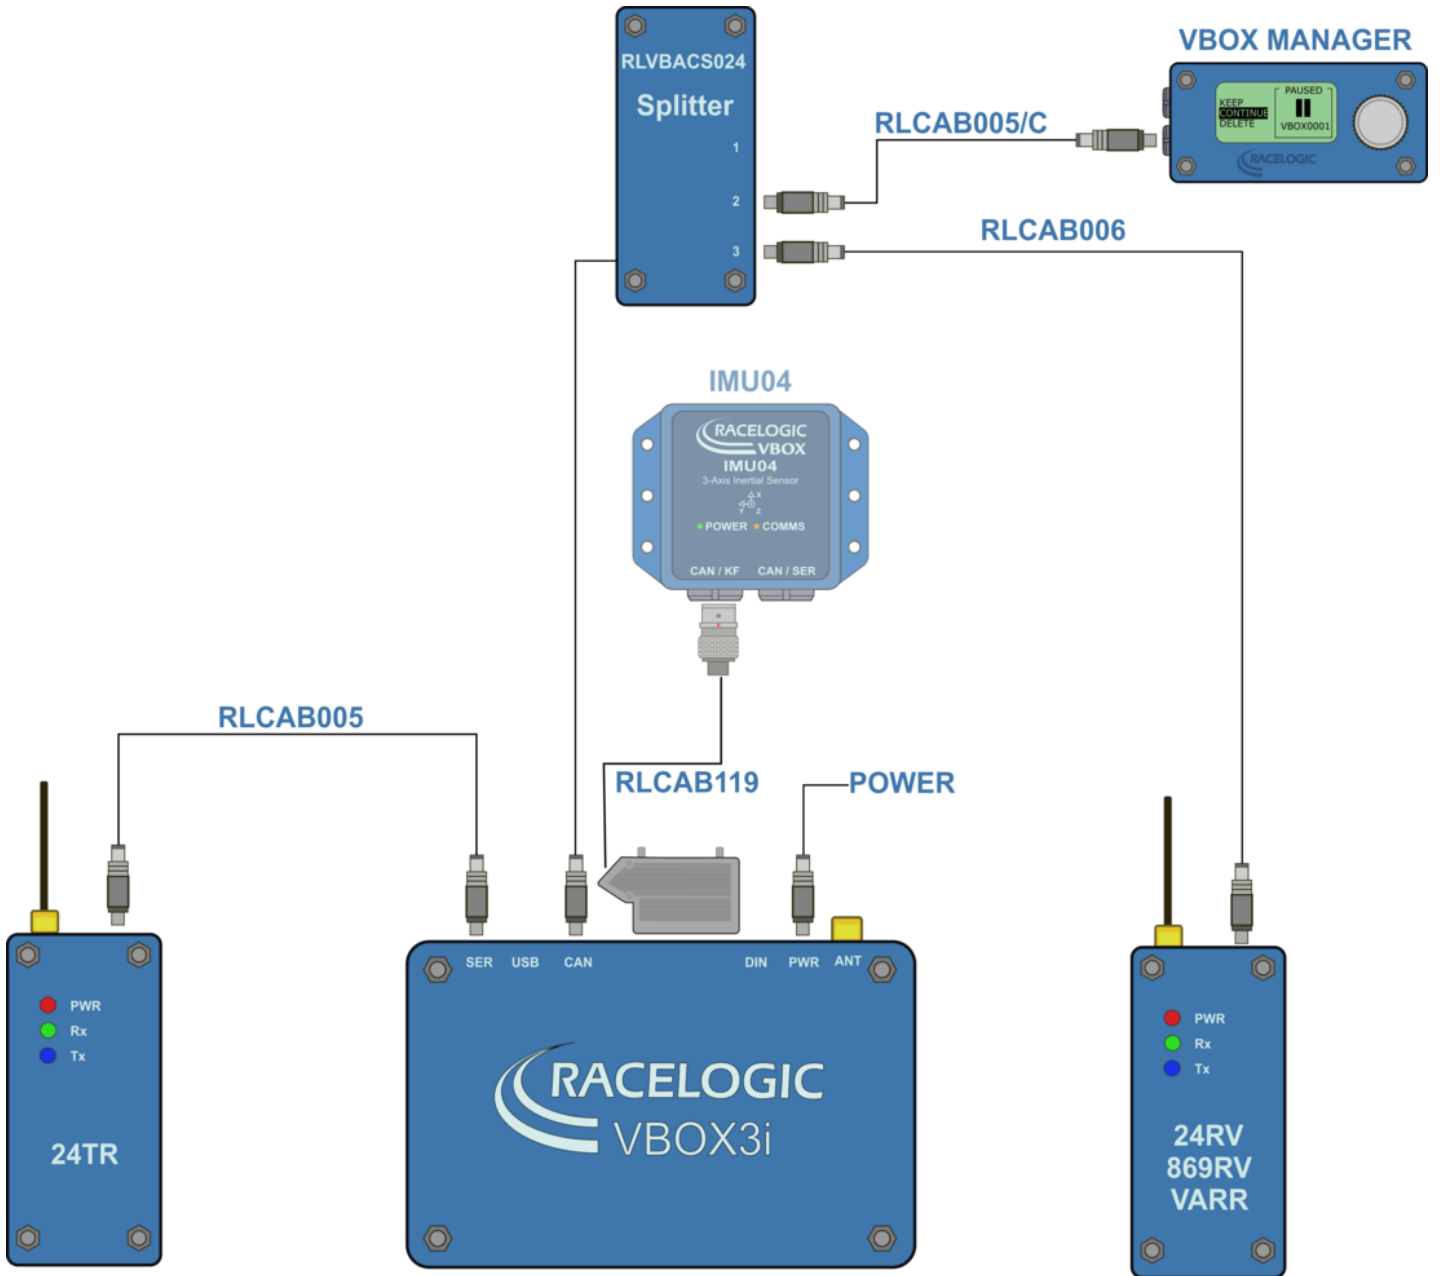 RLVBACS024
Splitter
1
2
3
VBOX MANAGER
KEEP
CONTINUE
DELETE
PAUSED
VBOX0001
RACELOGIC
RLCAB005/C
RLCAB006
IMU04
RACELOGIC
VBOX
IMU04
3-Axis Inertial Sensor
X
Y Z
POWER COMMS
CAN / KF CAN / SER
RLCAB005
RLCAB119
POWER
SER USB CAN DIN PWR ANT
RACELOGIC
VBOX3i
PWR
Rx
Tx
24TR
PWR
Rx
Tx
24RV
869RV
VARR